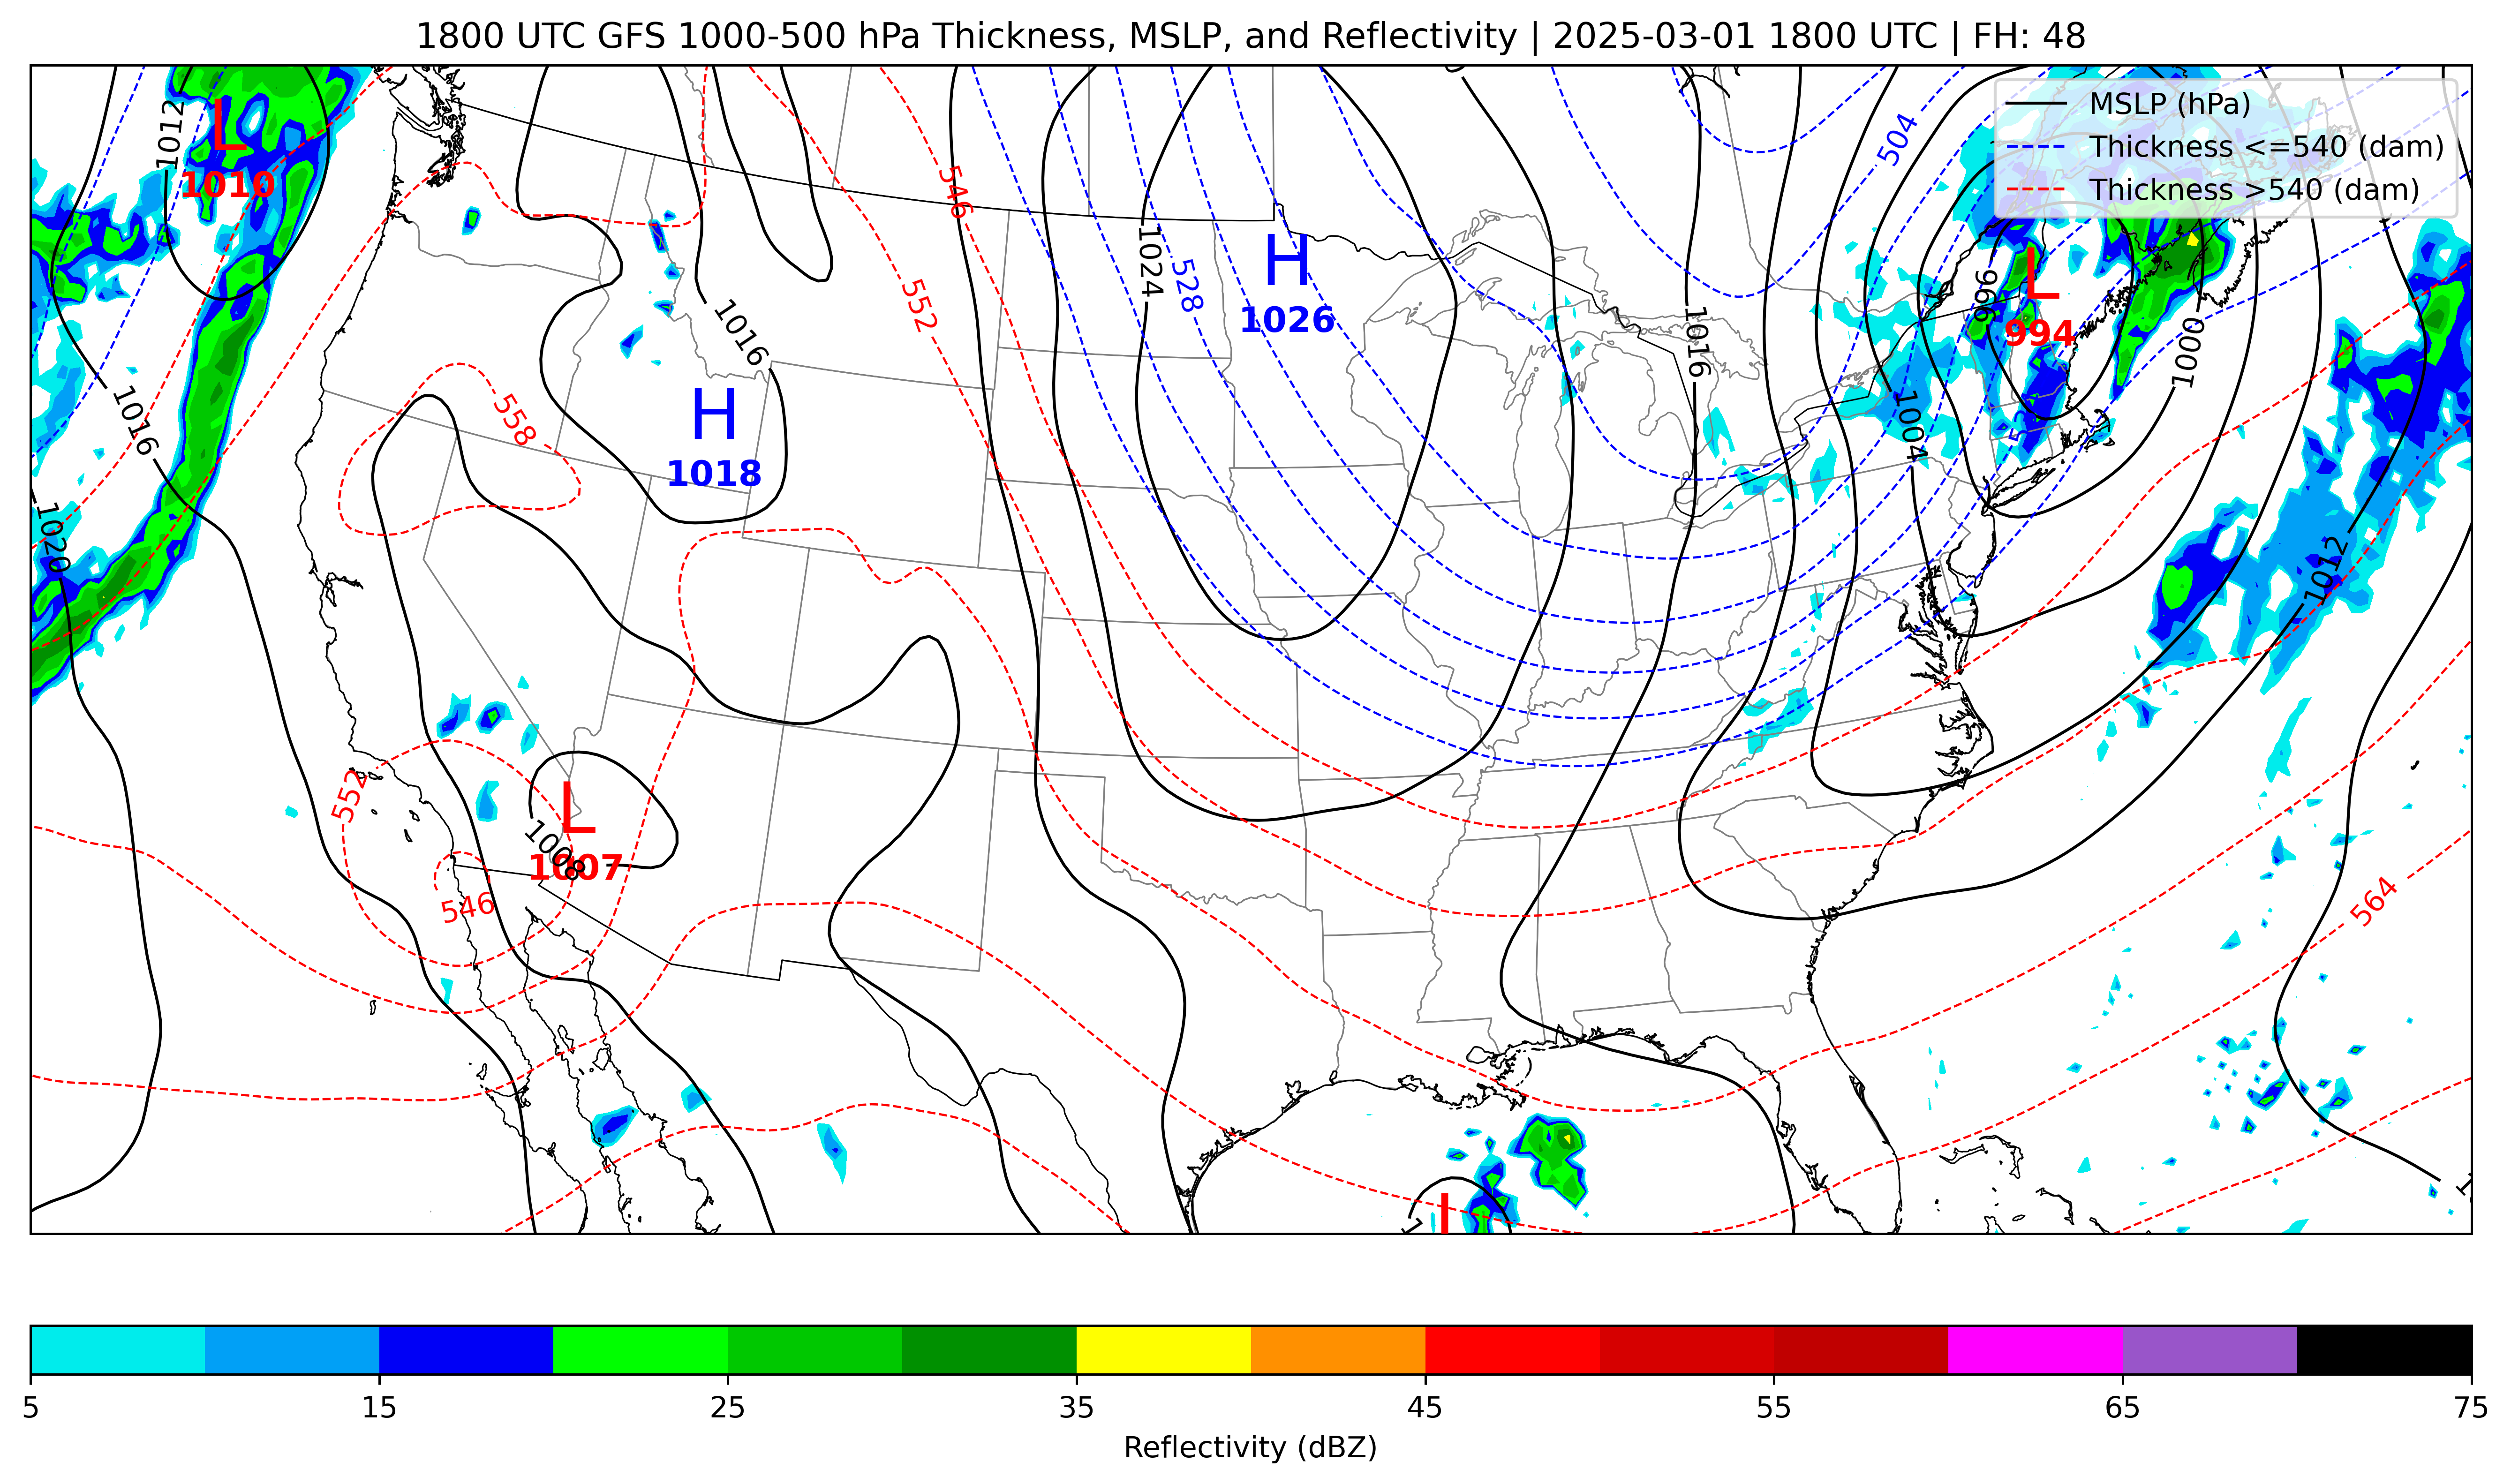 1800 UTC GFS 1000-500 hPa Thickness, MSLP, and Reflectivity | 2025-03-01 1800 UTC | FH: 48
MSLP (hPa)
Thickness <=540 (dam)
Thickness >540 (dam)
L
1010
1012
504
546
1024
528
H
1026
552
1016
996
L
994
1000
1016
1016
558
H
1018
1004
1020
1012
552
L
1008
1007
546
564
L
5 15 25 35 45 55 65 75
Reflectivity (dBZ)